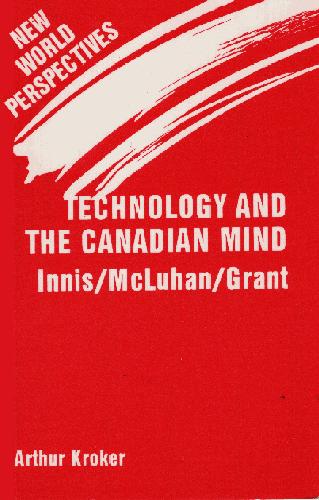 NEW
WORLD
PERSPECTIVES
TECHNOLOGY AND
THE CANADIAN MIND
Innis/McLuhan/Grant
Arthur Kroker